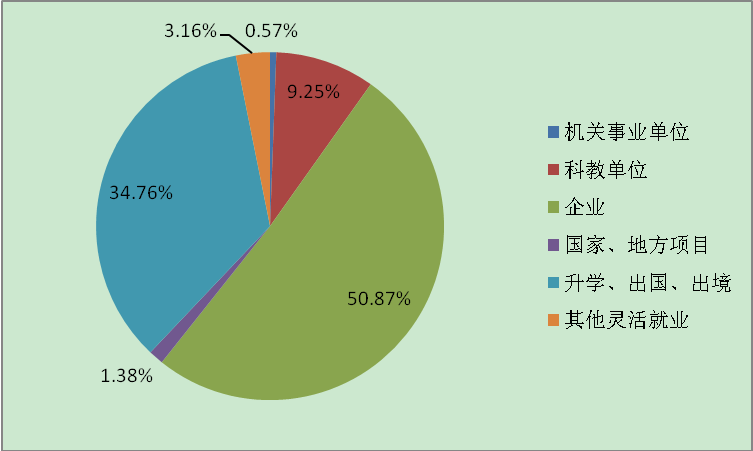 3.16%
0.57%
9.25%
34.76%
50.87%
1.38%
机关事业单位
科教单位
企业
国家、地方项目
升学、出国、出境
其他灵活就业